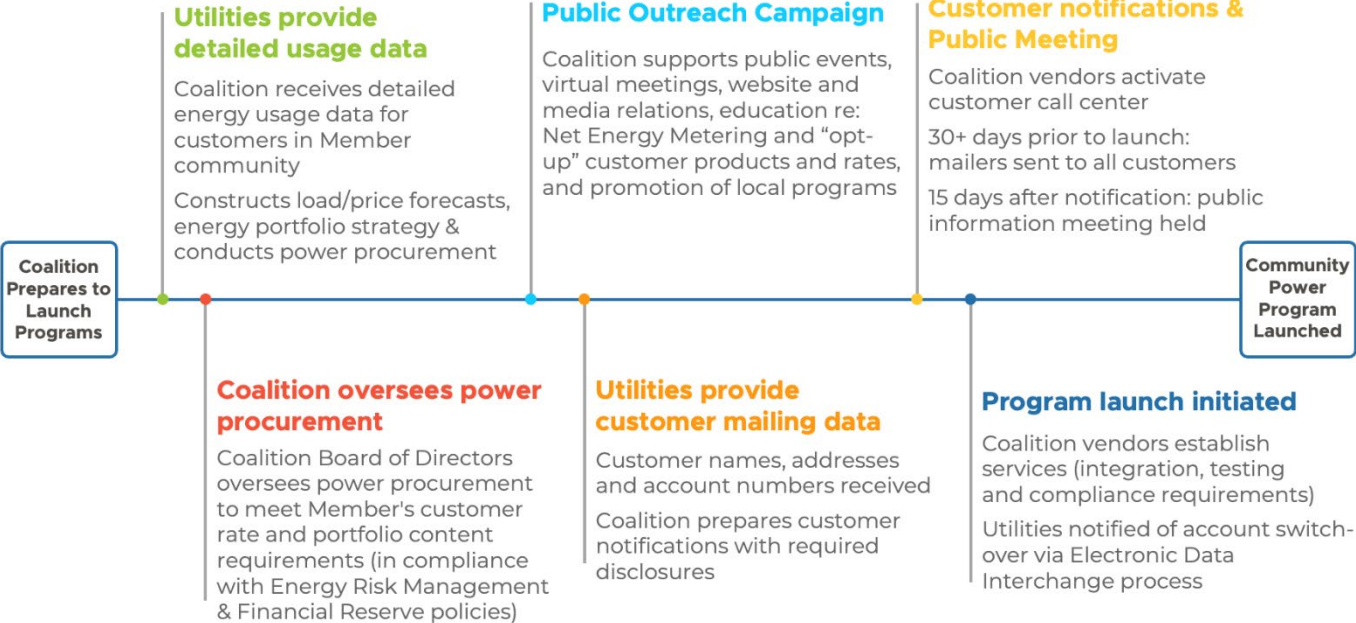 Utilities provide
detailed usage data
Coalition receives detailed
energy usage data for
customers in Member
community
Constructs load/price forecasts,
energy portfolio strategy &
conducts power procurement
Public Outreach Campaign
Coalition supports public events,
virtual meetings, website and
media relations, education re:
Net Energy Metering and “opt-
up” customer products and rates,
and promotion of local programs
Customer notifications &
Public Meeting
Coalition vendors activate
customer call center
30+ days prior to launch:
mailers sent to all customers
15 days after notification: public
information meeting held
Coalition
Prepares to
Launch
Programs
Community
Power
Program
Launched
Coalition oversees power
procurement
Coalition Board of Directors
oversees power procurement
to meet Member's customer
rate and portfolio content
requirements (in compliance
with Energy Risk Management
& Financial Reserve policies)
Utilities provide
customer mailing data
Customer names, addresses
and account numbers received
Coalition prepares customer
notifications with required
disclosures
Program launch initiated
Coalition vendors establish
services (integration, testing
and compliance requirements)
Utilities notified of account switch-
over via Electronic Data
Interchange process